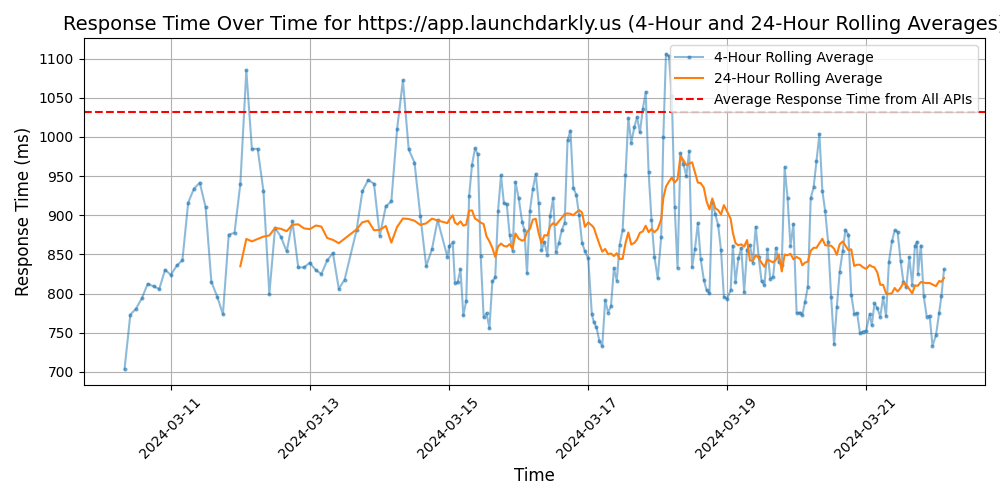 Response Time Over Time for https://app.launchdarkly.us (4-Hour and 24-Hour Rolling Averages)
4-Hour Rolling Average
24-Hour Rolling Average
Average Response Time from All APIs
Response Time (ms)
1100
1050
1000
950
900
850
800
750
700
2024-03-11
2024-03-13
2024-03-15
2024-03-17
2024-03-19
2024-03-21
Time